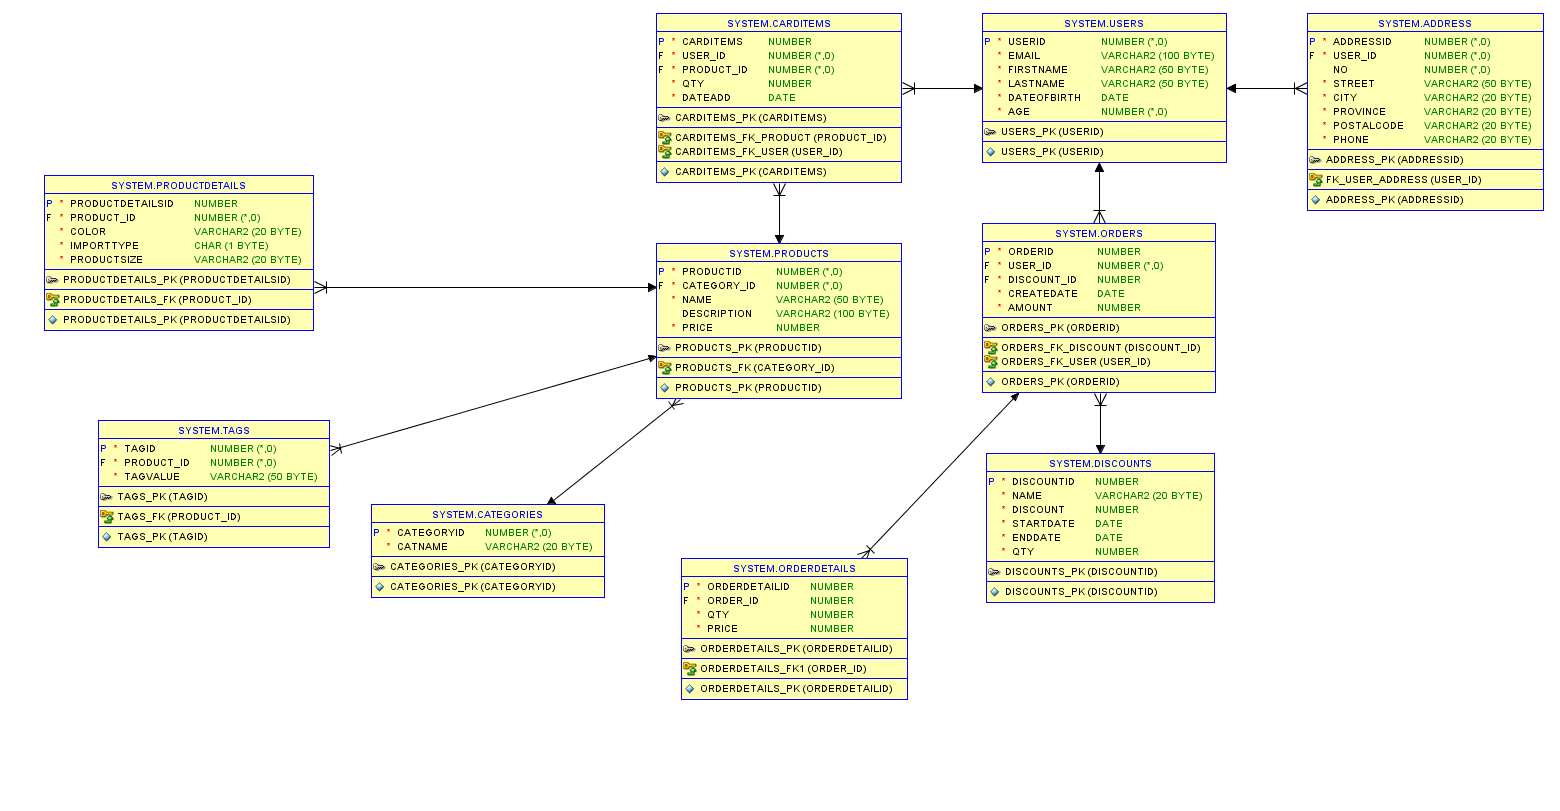 SYSTEM.CARDITEMS
P * CARDITEMS NUMBER
F * USER_ID NUMBER (*,0)
F * PRODUCT_ID NUMBER (*,0)
* QTY NUMBER
* DATEADD DATE
CARDITEMS_PK (CARDITEMS)
CARDITEMS_FK_PRODUCT (PRODUCT_ID)
CARDITEMS_FK_USER (USER_ID)
CARDITEMS_PK (CARDITEMS)
SYSTEM.USERS
P * USERID NUMBER (*,0)
* EMAIL VARCHAR2 (100 BYTE)
* FIRSTNAME VARCHAR2 (50 BYTE)
* LASTNAME VARCHAR2 (50 BYTE)
* DATEOFBIRTH DATE
* AGE NUMBER (*,0)
USERS_PK (USERID)
USERS_PK (USERID)
SYSTEM.ADDRESS
P * ADDRESSID NUMBER (*,0)
F * USER_ID NUMBER (*,0)
NO NUMBER (*,0)
* STREET VARCHAR2 (50 BYTE)
* CITY VARCHAR2 (20 BYTE)
* PROVINCE VARCHAR2 (20 BYTE)
* POSTALCODE VARCHAR2 (20 BYTE)
* PHONE VARCHAR2 (20 BYTE)
ADDRESS_PK (ADDRESSID)
FK_USER_ADDRESS (USER_ID)
ADDRESS_PK (ADDRESSID)
SYSTEM.PRODUCTDETAILS
P * PRODUCTDETAILSID NUMBER
F * PRODUCT_ID NUMBER (*,0)
* COLOR VARCHAR2 (20 BYTE)
* IMPORTTYPE CHAR (1 BYTE)
* PRODUCTSIZE VARCHAR2 (20 BYTE)
PRODUCTDETAILS_PK (PRODUCTDETAILSID)
PRODUCTDETAILS_FK (PRODUCT_ID)
PRODUCTDETAILS_PK (PRODUCTDETAILSID)
SYSTEM.PRODUCTS
P * PRODUCTID NUMBER (*,0)
F * CATEGORY_ID NUMBER (*,0)
* NAME VARCHAR2 (50 BYTE)
DESCRIPTION VARCHAR2 (100 BYTE)
* PRICE NUMBER
PRODUCTS_PK (PRODUCTID)
PRODUCTS_FK (CATEGORY_ID)
PRODUCTS_PK (PRODUCTID)
SYSTEM.ORDERS
P * ORDERID NUMBER
F * USER_ID NUMBER (*,0)
F * DISCOUNT_ID NUMBER
* CREATEDATE DATE
* AMOUNT NUMBER
ORDERS_PK (ORDERID)
ORDERS_FK_DISCOUNT (DISCOUNT_ID)
ORDERS_FK_USER (USER_ID)
ORDERS_PK (ORDERID)
SYSTEM.TAGS
P * TAGID NUMBER (*,0)
F * PRODUCT_ID NUMBER (*,0)
* TAGVALUE VARCHAR2 (50 BYTE)
TAGS_PK (TAGID)
TAGS_FK (PRODUCT_ID)
TAGS_PK (TAGID)
SYSTEM.CATEGORIES
P * CATEGORYID NUMBER (*,0)
* CATNAME VARCHAR2 (20 BYTE)
CATEGORIES_PK (CATEGORYID)
CATEGORIES_PK (CATEGORYID)
SYSTEM.ORDERDETAILS
P * ORDERDETAILID NUMBER
F * ORDER_ID NUMBER
* QTY NUMBER
* PRICE NUMBER
ORDERDETAILS_PK (ORDERDETAILID)
ORDERDETAILS_FK1 (ORDER_ID)
ORDERDETAILS_PK (ORDERDETAILID)
SYSTEM.DISCOUNTS
P * DISCOUNTID NUMBER
* NAME VARCHAR2 (20 BYTE)
* DISCOUNT NUMBER
* STARTDATE DATE
* ENDDATE DATE
* QTY NUMBER
DISCOUNTS_PK (DISCOUNTID)
DISCOUNTS_PK (DISCOUNTID)